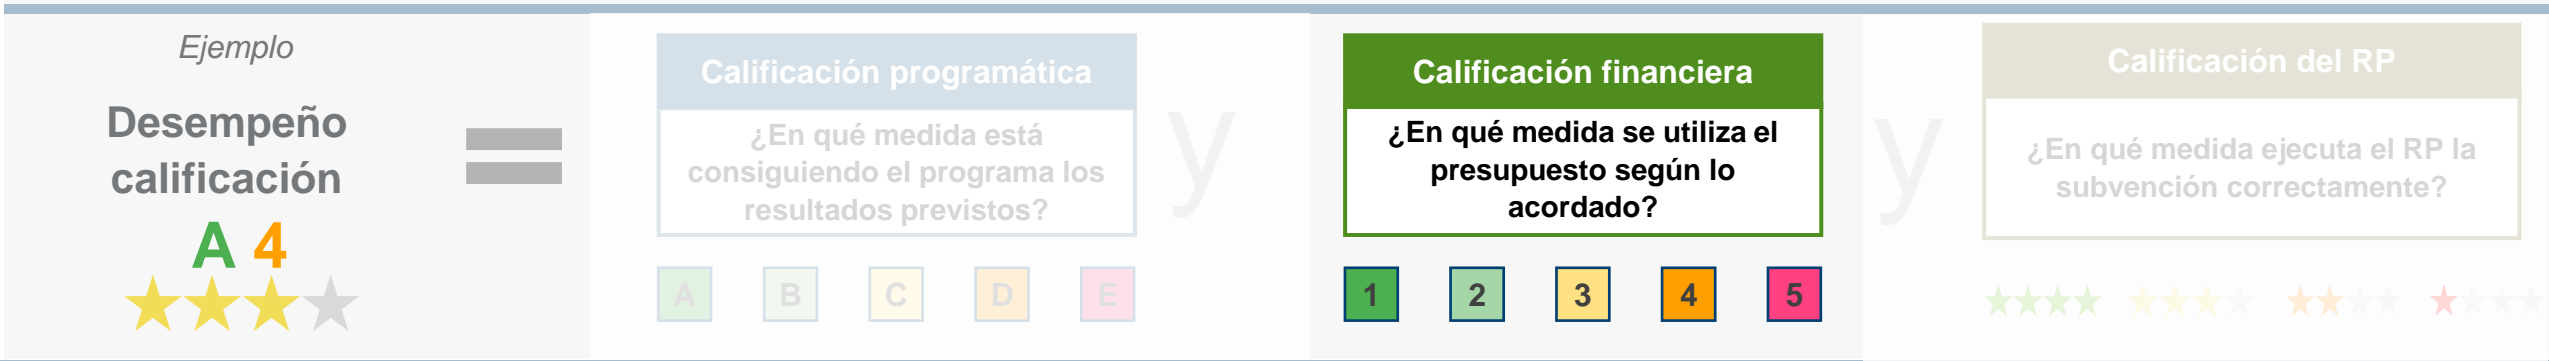 Ejemplo
Desempeño
calificación
A 4
Calificación programática
¿En qué medida está
consiguiendo el programa los
resultados previstos?
A B C D E
y
Calificación financiera
¿En qué medida se utiliza el
presupuesto según lo
acordado?
1 2 3 4 5
y
Calificación del RP
¿En qué medida ejecuta el RP la
subvención correctamente?